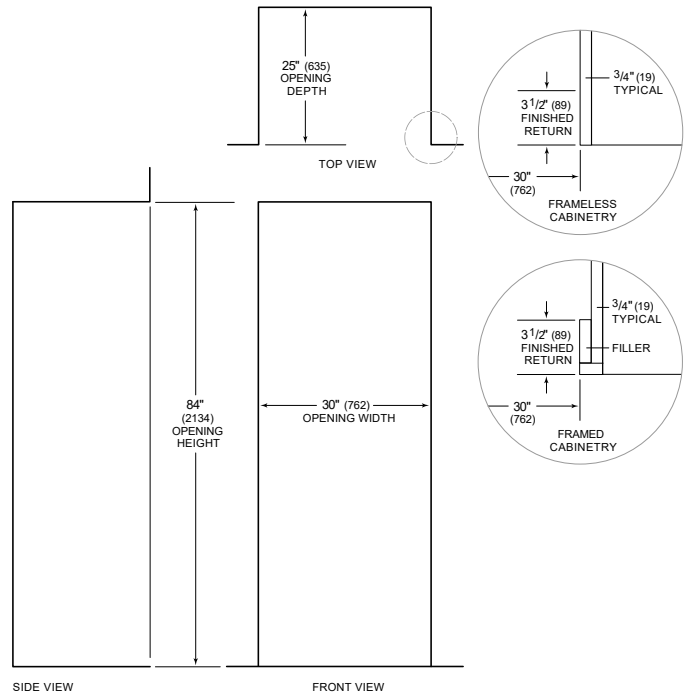 25" (635)
OPENING
DEPTH
TOP VIEW
3/4" (19)
TYPICAL
3 1/2" (89)
FINISHED
RETURN
30"
(762)
FRAMELESS
CABINETRY
3/4" (19)
TYPICAL
3 1/2" (89)
FINISHED
RETURN
FILLER
30"
(762)
FRAMED
CABINETRY
84"
(2134)
OPENING
HEIGHT
30" (762)
OPENING WIDTH
SIDE VIEW
FRONT VIEW